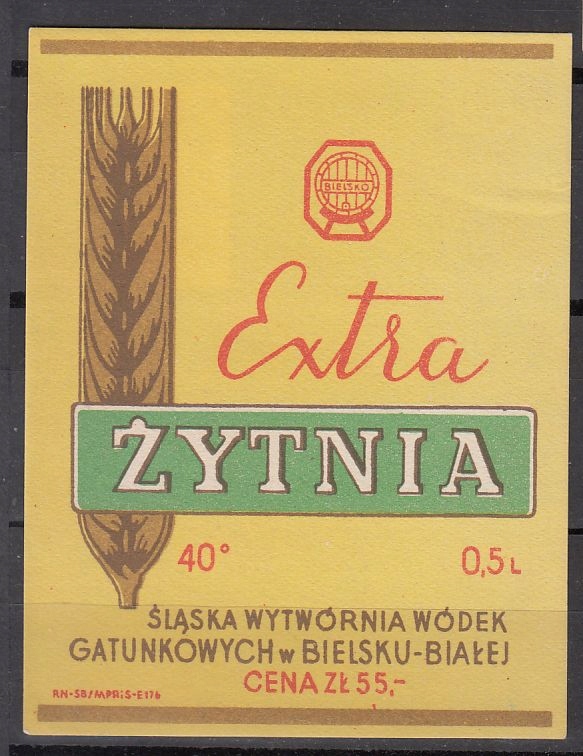 BIELSKO
Extra
ŻYTNIA
40° 0,5 L
ŚLĄSKA WYTWÓRNIA WÓDEK
GATUNKOWYCH w BIELSKU-BIAŁEJ
CENA ZŁ 55,-
RN-SB/MPRiS-E176